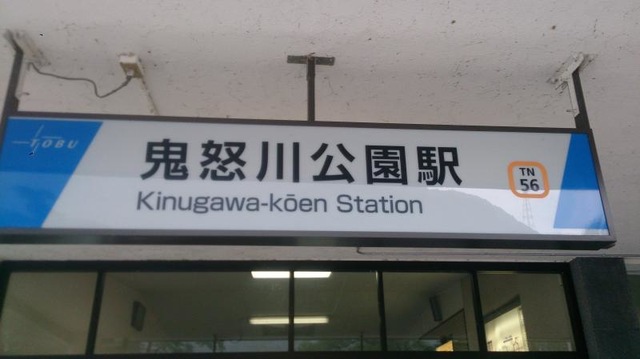 TOBU
鬼怒川公園駅
TN
56
Kinugawa-kōen Station